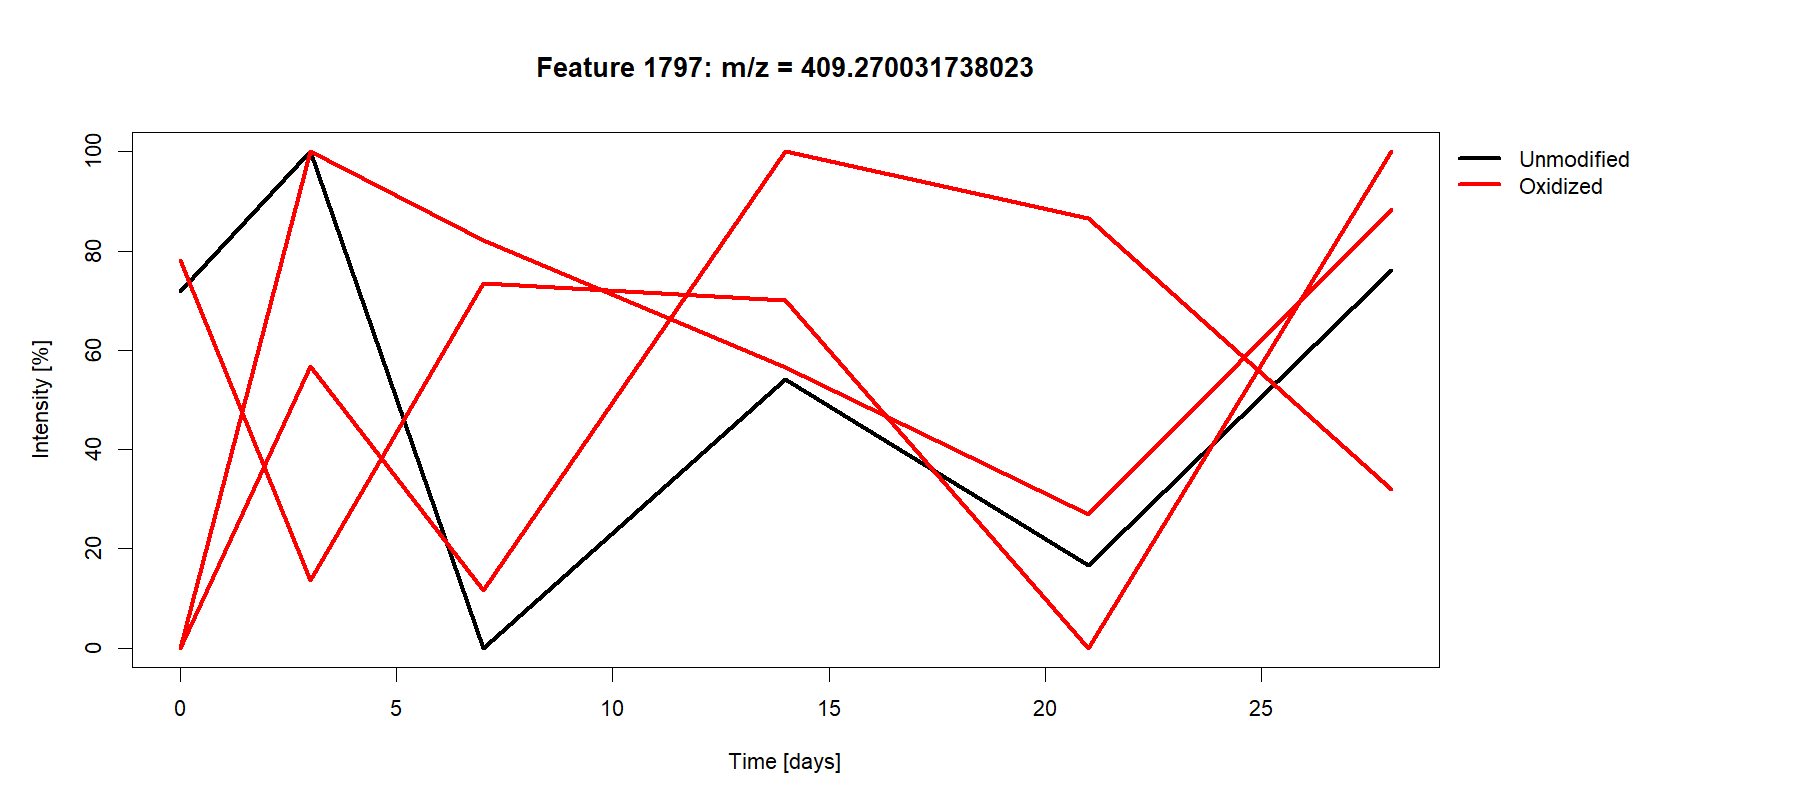 Feature 1797: m/z = 409.270031738023
Unmodified
Oxidized
Intensity [%]
100
80
60
40
20
0
0 5 10 15 20 25
Time [days]